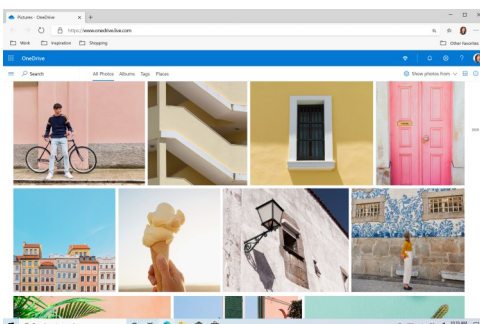 Pictures - OneDrive
https://www.onedrive.live.com
Work Inspiration Shopping Other Favorites
OneDrive
Search All Photos Albums Tags Places Show photos from